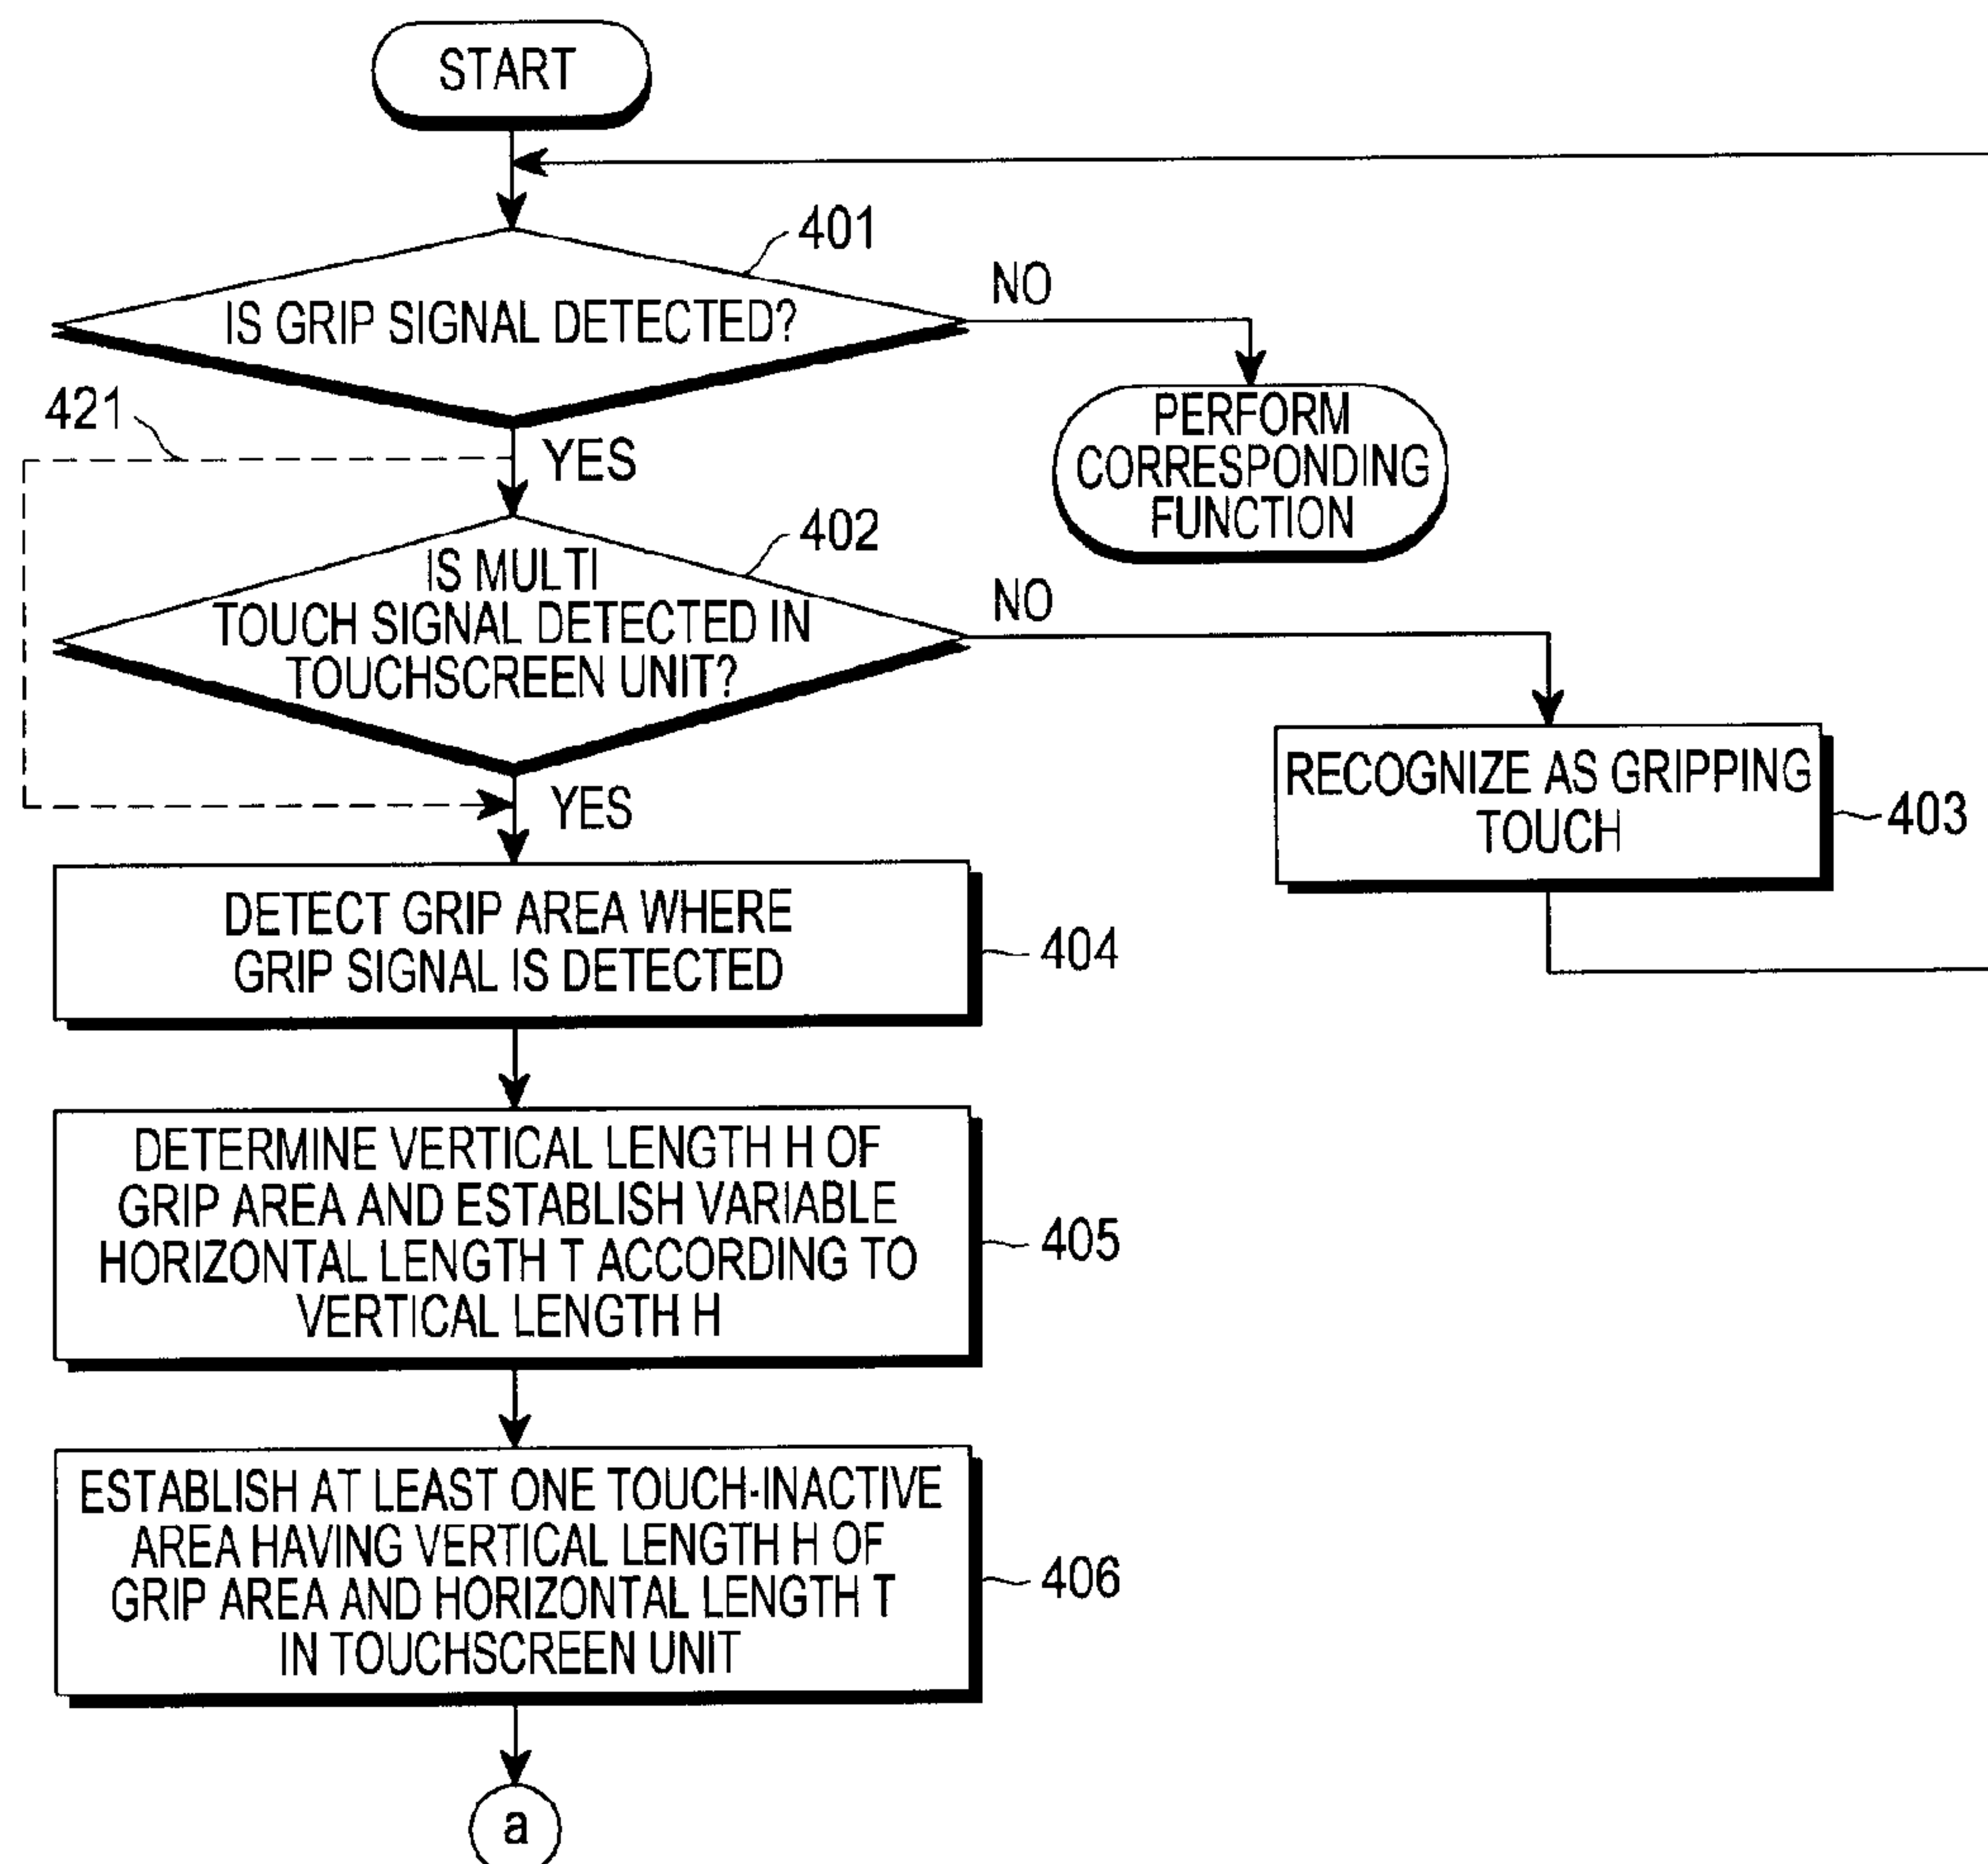 START
401
IS GRIP SIGNAL DETECTED?
NO
PERFORM
CORRESPONDING
FUNCTION
421
YES
402
IS MULTI
TOUCH SIGNAL DETECTED IN
TOUCHSCREEN UNIT?
NO
RECOGNIZE AS GRIPPING
TOUCH
403
YES
DETECT GRIP AREA WHERE
GRIP SIGNAL IS DETECTED
404
DETERMINE VERTICAL LENGTH H OF
GRIP AREA AND ESTABLISH VARIABLE
HORIZONTAL LENGTH T ACCORDING TO
VERTICAL LENGTH H
405
ESTABLISH AT LEAST ONE TOUCH-INACTIVE
AREA HAVING VERTICAL LENGTH H OF
GRIP AREA AND HORIZONTAL LENGTH T
IN TOUCHSCREEN UNIT
406
a